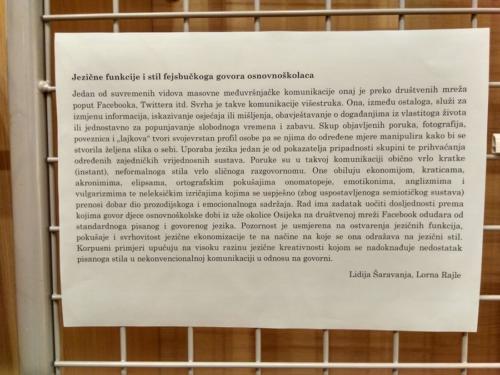 Jezične funkcije i stil fejsbučkoga govora osnovnoškolaca
Jedan od suvremenih vidova masovne međuvršnjačke komunikacije onaj je preko društvenih mreža
poput Facebooka, Twittera itd. Svrha je takve komunikacije višestruka. Ona, između ostaloga, služi za
izmjenu informacija, iskazivanje osjećaja ili mišljenja, obavještavanje o događanjima iz vlastitoga života
ili jednostavno za popunjavanje slobodnoga vremena i zabavu. Skup objavljenih poruka, fotografija,
poveznica i „lajkova“ tvori svojevrstan profil osobe pa se njima do određene mjere manipulira kako bi se
stvorila željena slika o sebi. Uporaba jezika jedan je od pokazatelja pripadnosti skupini te prihvaćanja
određenih zajedničkih vrijednosnih sustava. Poruke su u takvoj komunikaciji obično vrlo kratke
(instant), neformalnoga stila vrlo sličnoga razgovornomu. One obiluju ekonomijom, kraticama,
akronimima, elipsama, ortografskim pokušajima onomatopeje, emotikonima, anglizmima i
vulgarizmima te neleksičkim izričajima kojima se uspješno (zbog uspostavljenoga semiotičkog sustava)
prenosi dobar dio prozodijskoga i emocionalnoga sadržaja. Rad ima zadatak uočiti dosljednosti prema
kojima govor djece osnovnoškolske dobi iz uže okolice Osijeka na društvenoj mreži Facebook odudara od
standardnoga pisanog i govorenog jezika. Pozornost je usmjerena na ostvarenja jezičnih funkcija,
pokušaje i svrhovitost jezične ekonomizacije te na načine na koje se ona odražava na jezični stil.
Korpusni primjeri upućuju na visoku razinu jezične kreativnosti kojom se nadoknađuje nedostatak
pisanoga stila u nekonvencionalnoj komunikaciji u odnosu na govorni.
Lidija Šaravanja, Lorna Rajle